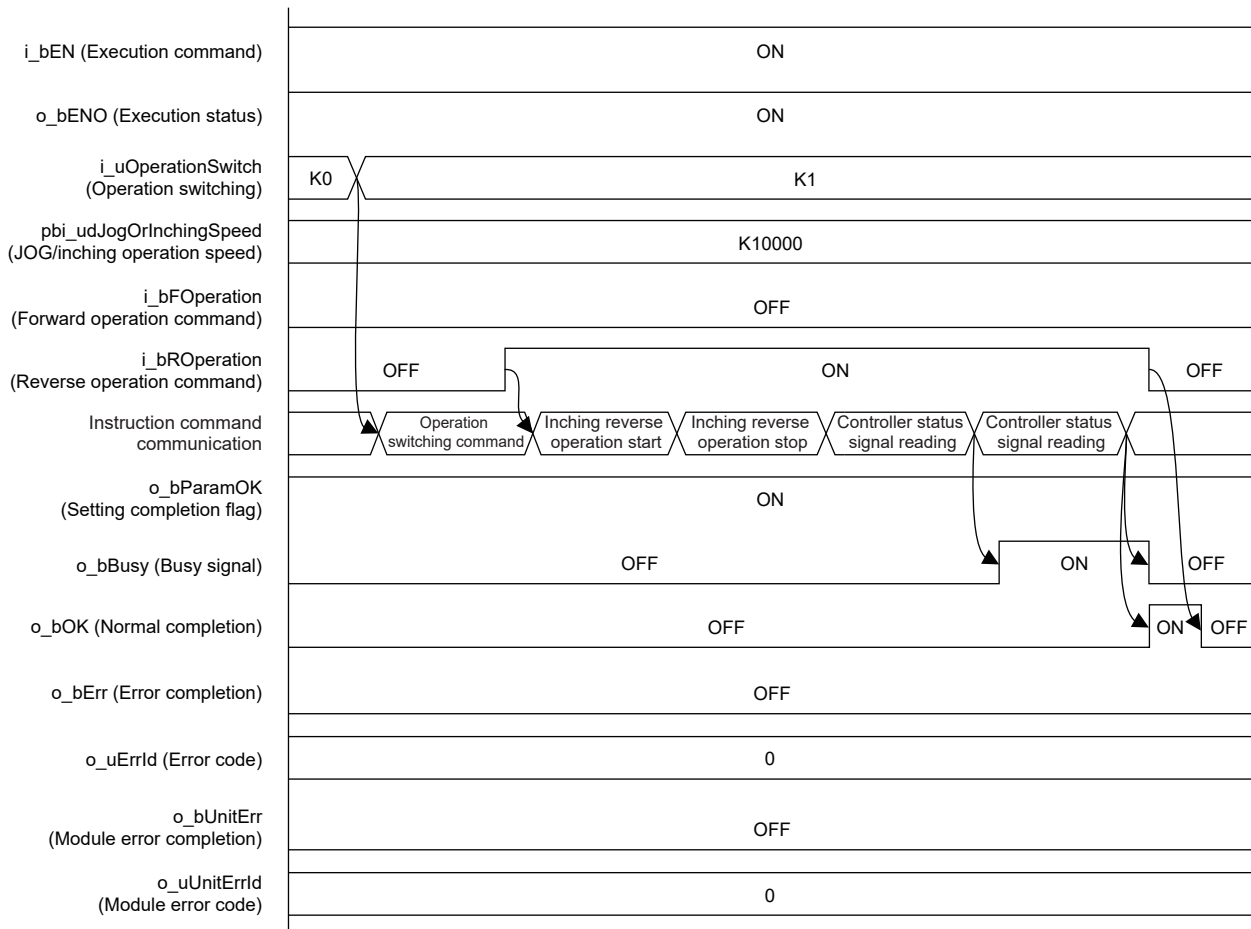 i_bEN (Execution command)
ON
o_bENO (Execution status)
ON
i_uOperationSwitch
(Operation switching)
K0
K1
pbi_udJogOrInchingSpeed
(JOG/inching operation speed)
K10000
i_bFOperation
(Forward operation command)
OFF
i_bROperation
(Reverse operation command)
OFF
ON
OFF
Instruction command
communication
Operation
switching command
Inching reverse
operation start
Inching reverse
operation stop
Controller status
signal reading
Controller status
signal reading
o_bParamOK
(Setting completion flag)
ON
o_bBusy (Busy signal)
OFF
ON
OFF
o_bOK (Normal completion)
OFF
ON
OFF
o_bErr (Error completion)
OFF
o_uErrId (Error code)
0
o_bUnitErr
(Module error completion)
OFF
o_uUnitErrId
(Module error code)
0